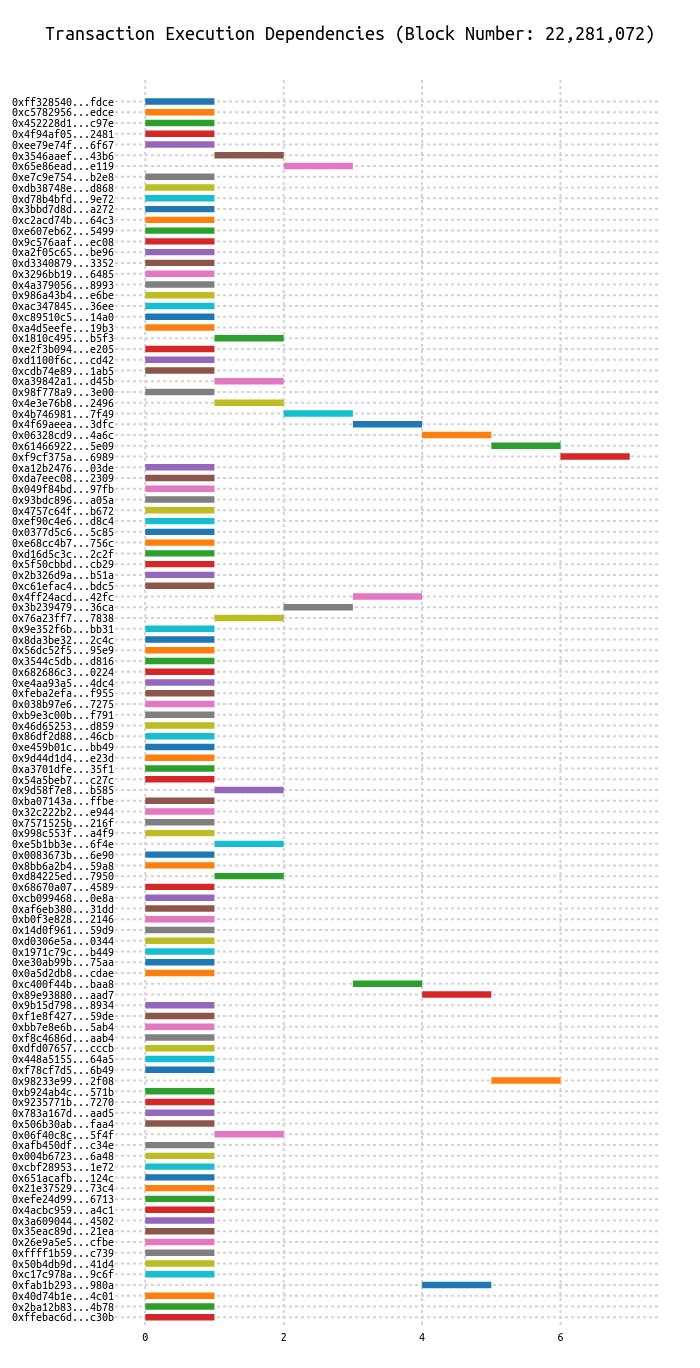 Transaction Execution Dependencies (Block Number: 22,281,072)
0xff328540...fdce
0xc5782956...edce
0x452228d1...c97e
0x4f94af05...2481
0xee79e74f...6f67
0x3546aaef...43b6
0x65e86ead...e119
0xe7c9e754...b2e8
0xdb38748e...d868
0xd78b4bfd...9e72
0x3bbd7d8d...a272
0xc2acd74b...64c3
0xe607eb62...5499
0x9c576aaf...ec08
0xa2f05c65...be96
0xd3340879...3352
0x3296bb19...6485
0x4a379056...8993
0x986a43b4...e6be
0xac347845...36ee
0xc89510c5...14a0
0xa4d5eefe...19b3
0x1810c495...b5f3
0xe2f3b094...e205
0xd1100f6c...cd42
0xcdb74e89...1ab5
0xa39842a1...d45b
0x98f778a9...3e00
0x4e3e76b8...2496
0x4b746981...7f49
0x4f69aeea...3dfc
0x06328cd9...4a6c
0x61466922...5e09
0xf9cf375a...6989
0xa12b2476...03de
0xda7eec08...2309
0x049f84bd...97fb
0x93bdc896...a05a
0x4757c64f...b672
0xef90c4e6...d8c4
0x0377d5c6...5c85
0xe68cc4b7...756c
0xd16d5c3c...2c2f
0x5f50cbbd...cb29
0x2b326d9a...b51a
0xc61efac4...bdc5
0x4ff24acd...42fc
0x3b239479...36ca
0x76a23ff7...7838
0x9e352f6b...bb31
0x8da3be32...2c4c
0x56dc52f5...95e9
0x3544c5db...d816
0x682686c3...0224
0xe4aa93a5...4dc4
0xfeba2efa...f955
0x038b97e6...7275
0xb9e3c00b...f791
0x46d65253...d859
0x86df2d88...46cb
0xe459b01c...bb49
0x9d44d1d4...e23d
0xa3701dfe...35f1
0x54a5beb7...c27c
0x9d58f7e8...b585
0xba07143a...ffbe
0x32c222b2...e944
0x7571525b...216f
0x998c553f...a4f9
0xe5b1bb3e...6f4e
0x0083673b...6e90
0x8bb6a2b4...59a8
0xd84225ed...7950
0x68670a07...4589
0xcb099468...0e8a
0xaf6eb380...31dd
0xb0f3e828...2146
0x14d0f961...59d9
0xd0306e5a...0344
0x1971c79c...b449
0xe30ab99b...75aa
0x0a5d2db8...cdae
0xc400f44b...baa8
0x89e93880...aad7
0x9b15d798...8934
0xf1e8f427...59de
0xbb7e8e6b...5ab4
0xf8c4686d...aab4
0xdfd07657...cccb
0x448a5155...64a5
0xf78cf7d5...6b49
0x98233e99...2f08
0xb924ab4c...571b
0x9235771b...7270
0x783a167d...aad5
0x506b30ab...faa4
0x06f40c8c...5f4f
0xafb450df...c34e
0x004b6723...6a48
0xcbf28953...1e72
0x651acafb...124c
0x21e37529...73c4
0xefe24d99...6713
0x4acbc959...a4c1
0x3a609044...4502
0x35eac89d...21ea
0x26e9a5e5...cfbe
0xffff1b59...c739
0x50b4db9d...41d4
0xc17c978a...9c6f
0xfab1b293...980a
0x40d74b1e...4c01
0x2ba12b83...4b78
0xffebac6d...c30b
0 2 4 6